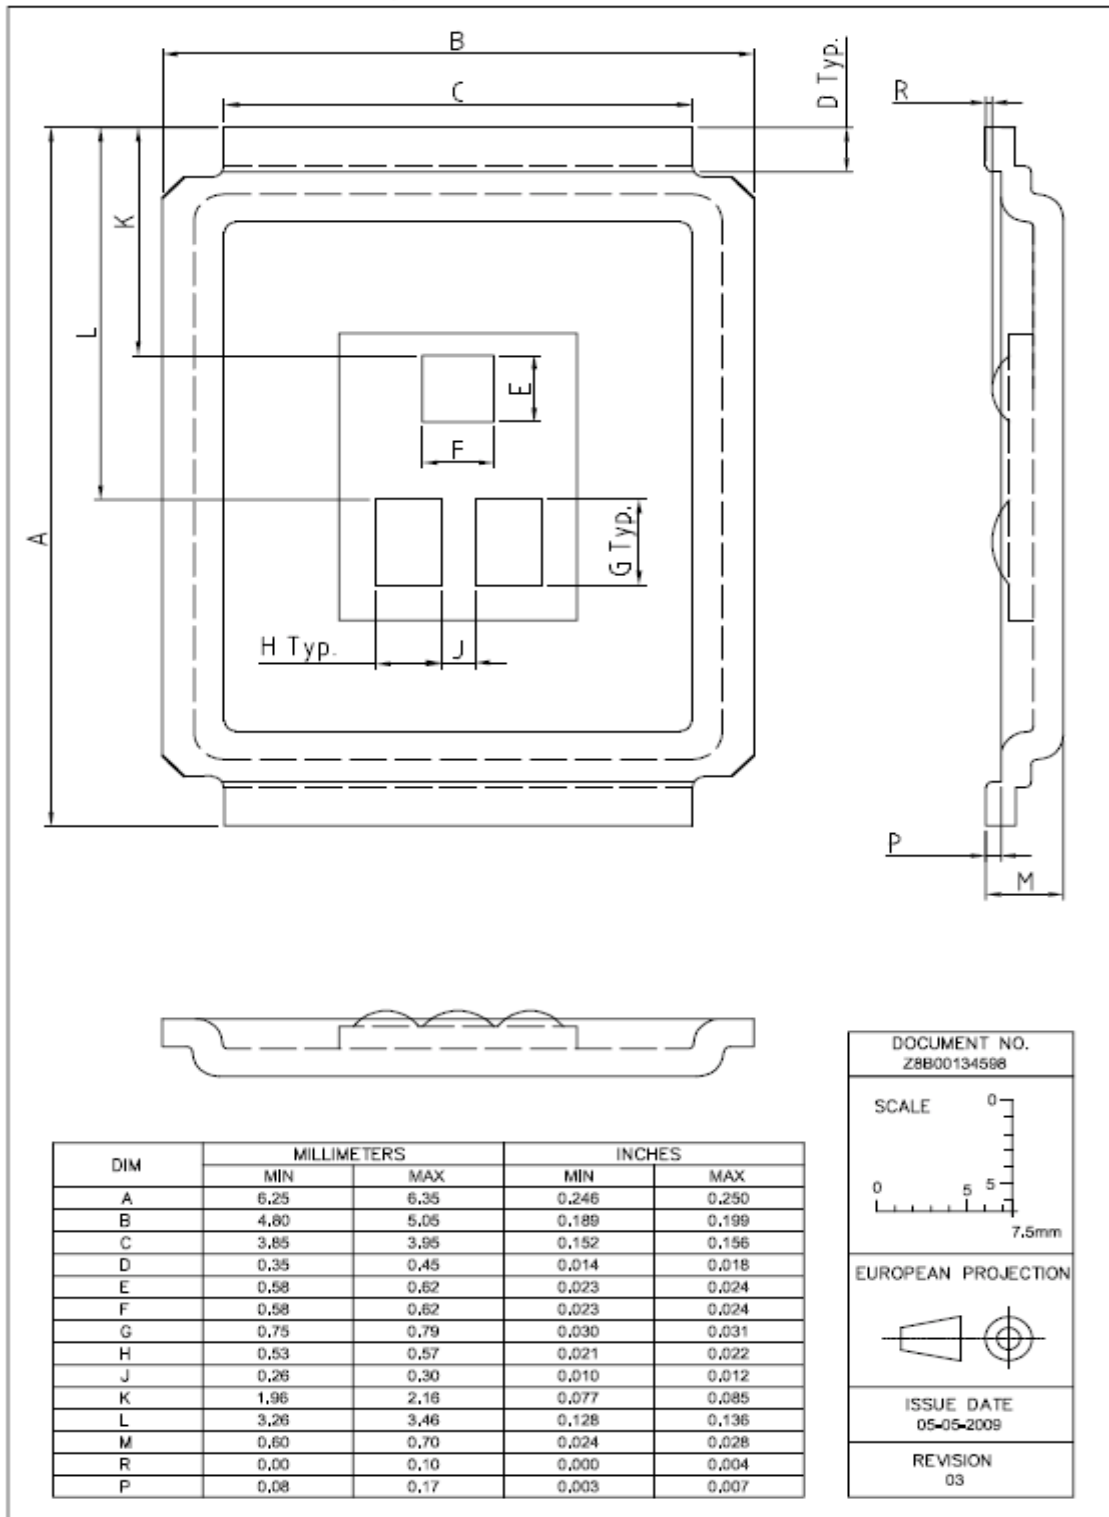 B
C
D Typ.
R
K
L
A
E
F
G Typ.
H Typ.
J
P
M
DOCUMENT NO.
Z8B00134598
SCALE
0
0
5
5
7.5mm
EUROPEAN PROJECTION
ISSUE DATE
05-05-2009
REVISION
03
DIM MILLIMETERS INCHES
MIN MAX MIN MAX
A 6,25 6,35 0,246 0,250
B 4,80 5,05 0,189 0,199
C 3,85 3,95 0,152 0,156
D 0,35 0,45 0,014 0,018
E 0,58 0,62 0,023 0,024
F 0,58 0,62 0,023 0,024
G 0,75 0,79 0,030 0,031
H 0,53 0,57 0,021 0,022
J 0,26 0,30 0,010 0,012
K 1,96 2,16 0,077 0,085
L 3,26 3,46 0,128 0,136
M 0,60 0,70 0,024 0,028
R 0,00 0,10 0,000 0,004
P 0,08 0,17 0,003 0,007